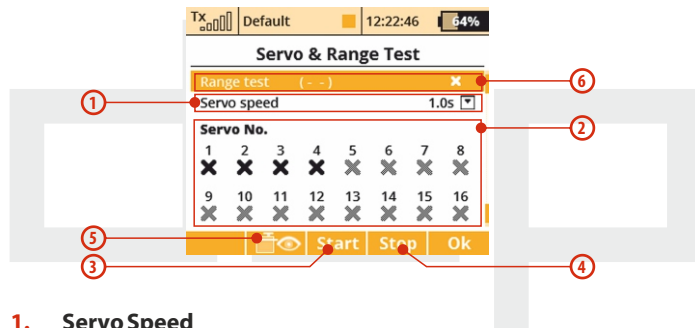 Tx Default 12:22:46 64%
Servo & Range Test
Range test (--) ✖ 6
1 Servo speed 1.0s
2
Servo No.
1 2 3 4 5 6 7 8
✖ ✖ ✖ ✖ ✖ ✖ ✖ ✖
9 10 11 12 13 14 15 16
✖ ✖ ✖ ✖ ✖ ✖ ✖ ✖
5 Start Stop Ok
3 4
1. Servo Speed